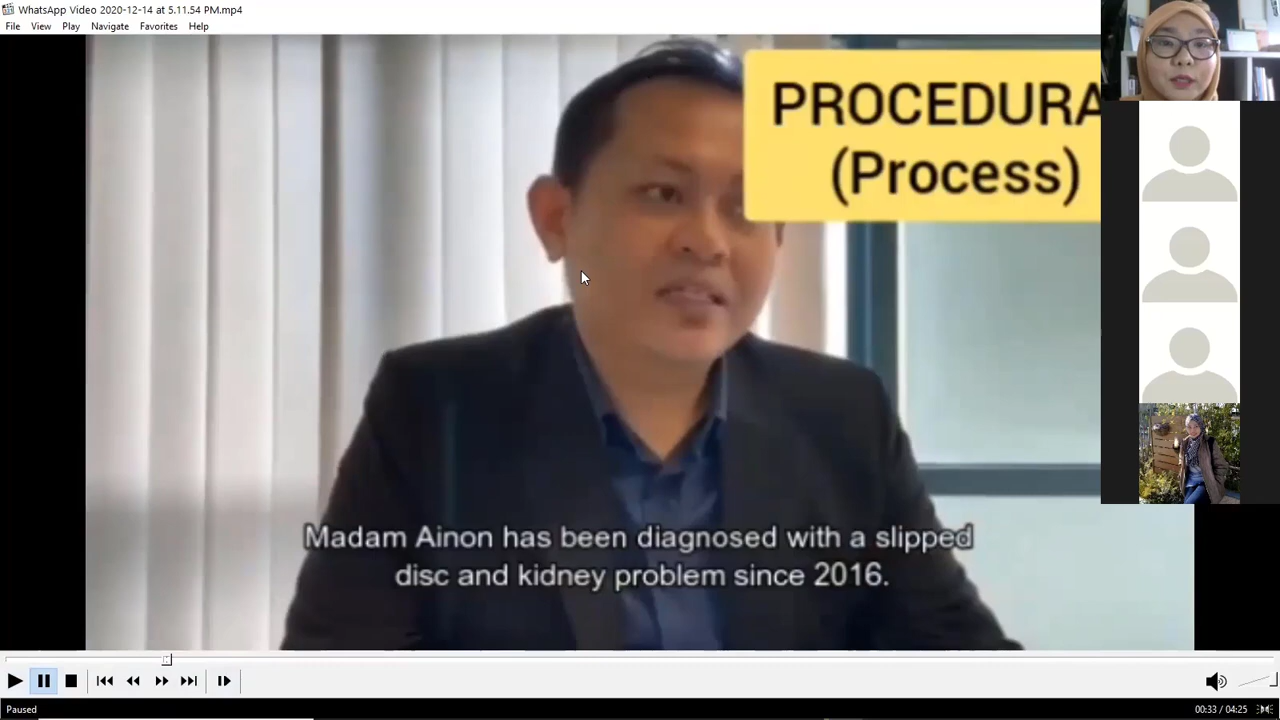 WhatsApp Video 2020-12-14 at 5.11.54 PM.mp4
File View Play Navigate Favorites Help
PROCEDURA
(Process)
Madam Ainon has been diagnosed with a slipped
disc and kidney problem since 2016.
Paused
00:33 / 04:25